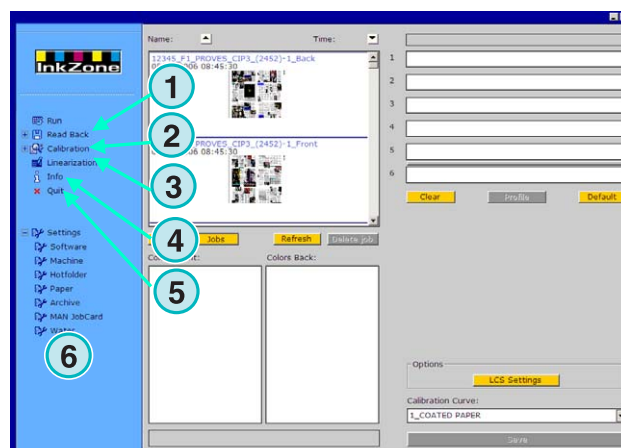 InkZone
Run
Read Back
Calibration
Linearization
Info
Quit
Settings
Software
Machine
Hotfolder
Paper
Archive
MAN JobCard
Water
1
2
3
4
5
6
Name:
Time:
12345_F1_PROVES_CIP3_(2452)-1_Back
006 08:45:30
PROVES_CIP3_(2452)-1_Front
006 08:45:30
Jobs
Refresh
Delete job
Colors Back:
1
2
3
4
5
6
Clear
Profile
Default
Options
LCS Settings
Calibration Curve:
1_COATED PAPER
Save